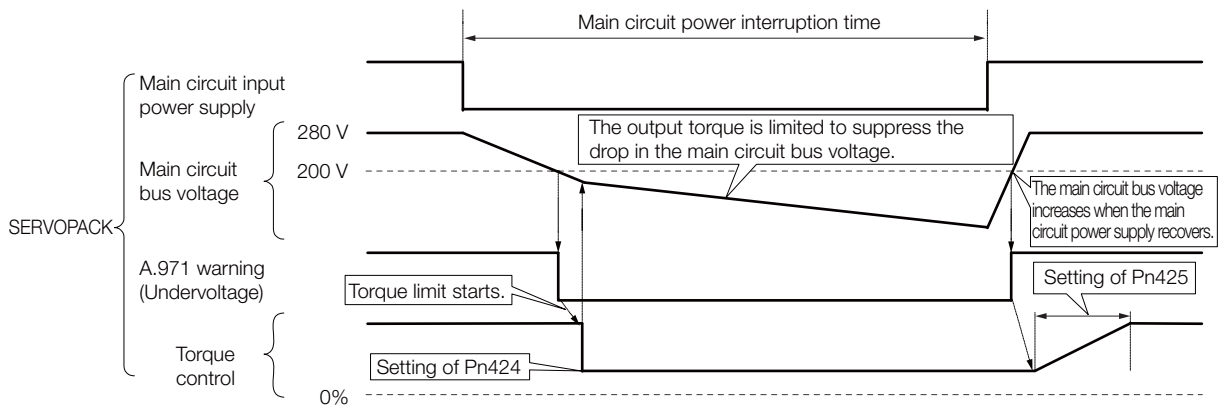 Main circuit power interruption time
SERVOPACK
Main circuit input
power supply
Main circuit
bus voltage
280 V
200 V
The output torque is limited to suppress the
drop in the main circuit bus voltage.
The main circuit bus voltage
increases when the main
circuit power supply recovers.
A.971 warning
(Undervoltage)
Torque limit starts.
Setting of Pn425
Torque
control
Setting of Pn424
0%